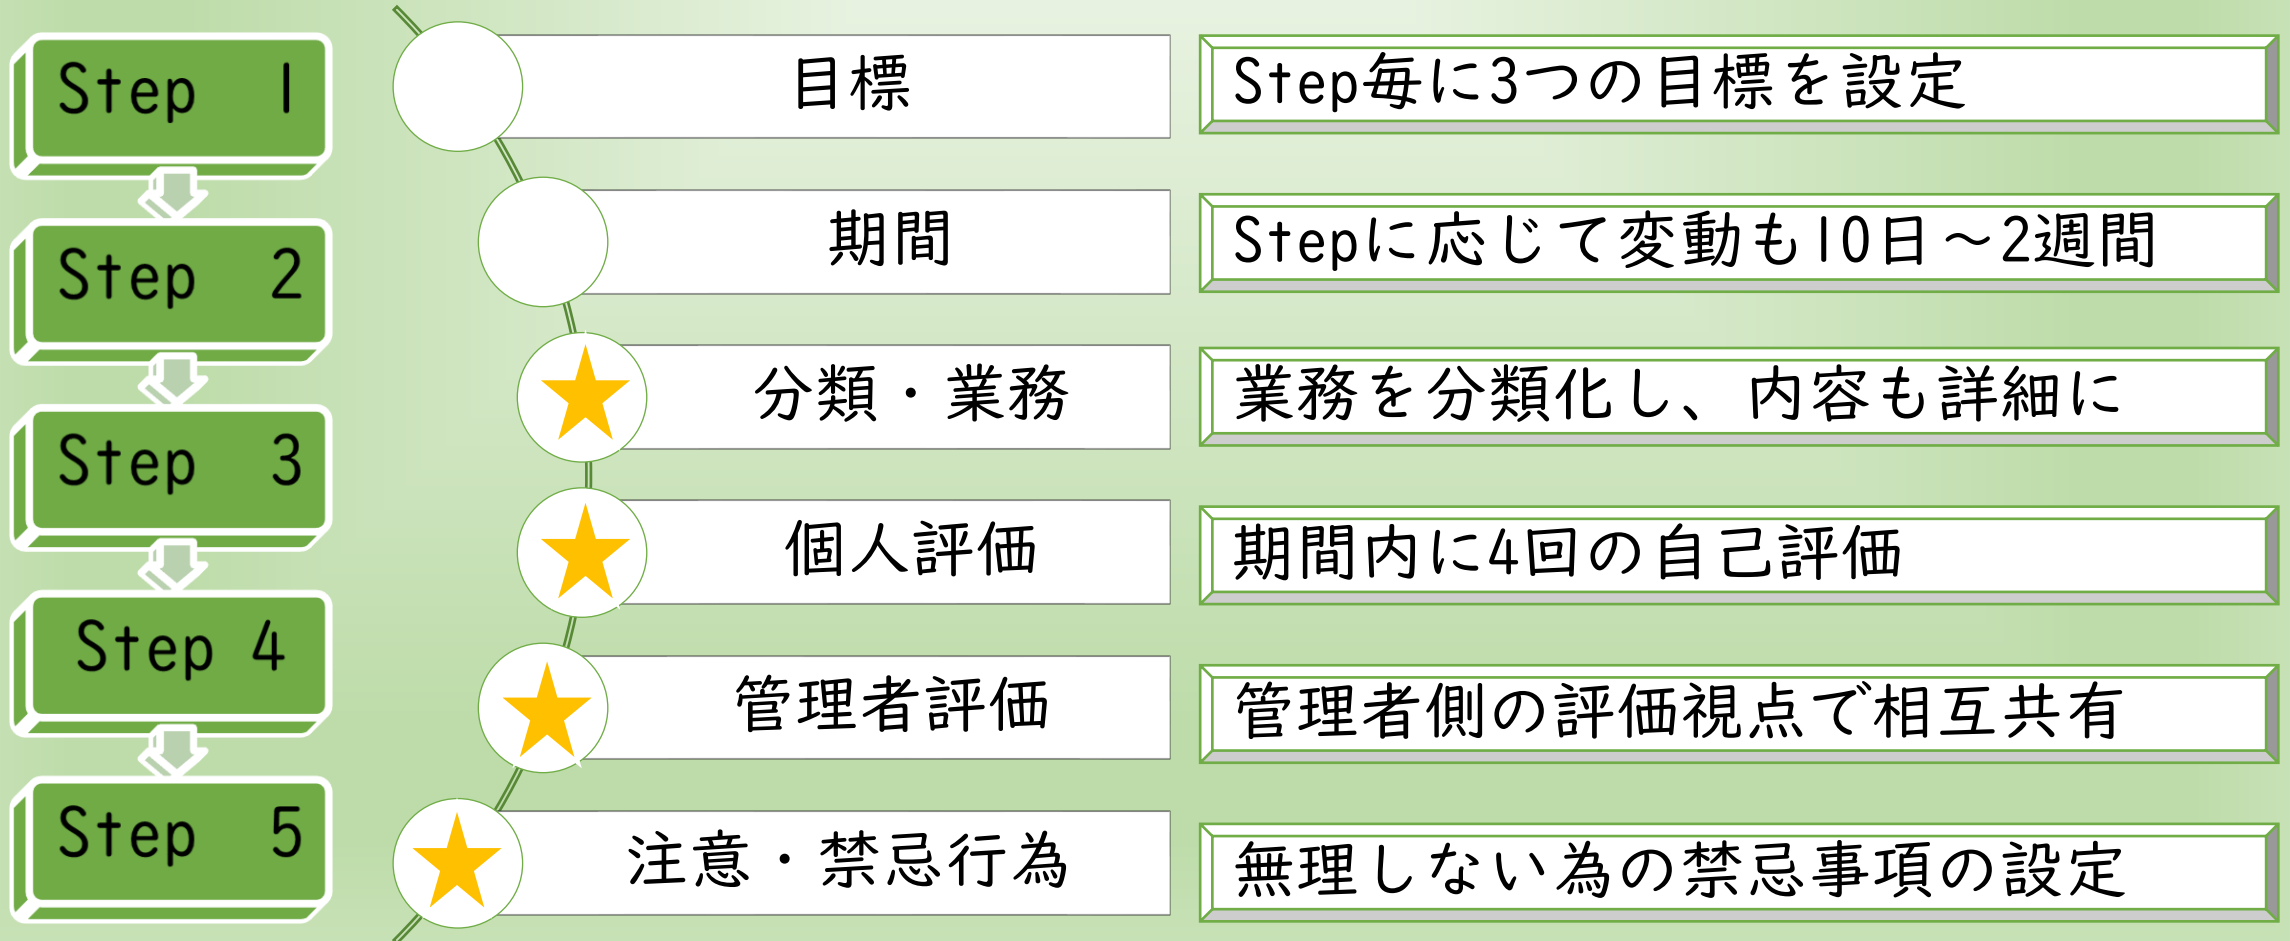 Step 1
Step 2
Step 3
Step 4
Step 5
目標
Step毎に3つの目標を設定
期間
Stepに応じて変動も10日~2週間
分類・業務
業務を分類化し、内容も詳細に
個人評価
期間内に4回の自己評価
管理者評価
管理者側の評価視点で相互共有
注意・禁忌行為
無理しない為の禁忌事項の設定